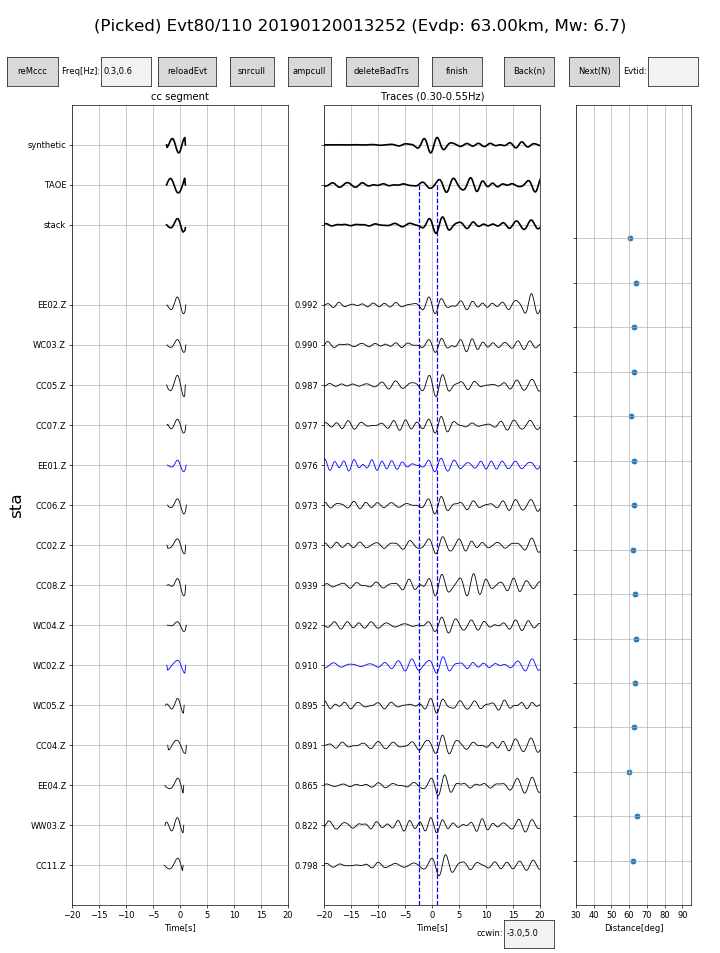 (Picked) Evt80/110 20190120013252 (Evdp: 63.00km, Mw: 6.7)
reMccc Freq[Hz]: 0.3,0.6 reloadEvt snrcull ampcull deleteBadTrs finish Back(n) Next(N) Evtid:
cc segment Traces (0.30-0.55Hz)
synthetic
TAOE
stack
EE02.Z 0.992
WC03.Z 0.990
CC05.Z 0.987
CC07.Z 0.977
EE01.Z 0.976
CC06.Z 0.973
CC02.Z 0.973
CC08.Z 0.939
WC04.Z 0.922
WC02.Z 0.910
WC05.Z 0.895
CC04.Z 0.891
EE04.Z 0.865
WW03.Z 0.822
CC11.Z 0.798
sta
−20 −15 −10 −5 0 5 10 15 20 −20 −15 −10 −5 0 5 10 15 20 30 40 50 60 70 80 90
Time[s] Time[s] Distance[deg]
ccwin: -3.0,5.0